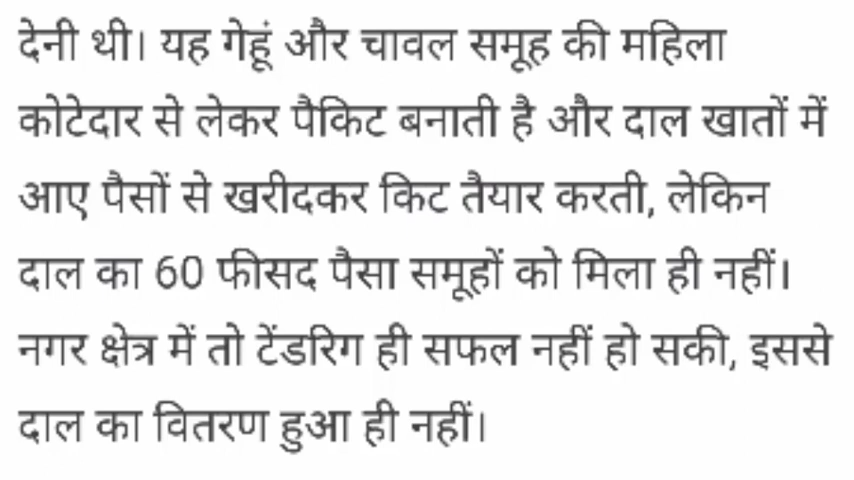 देनी थी। यह गेहूं और चावल समूह की महिला
कोटेदार से लेकर पैकिट बनाती है और दाल खातों में
आए पैसों से खरीदकर किट तैयार करती, लेकिन
दाल का 60 फीसद पैसा समूहों को मिला ही नहीं।
नगर क्षेत्र में तो टेंडरिग ही सफल नहीं हो सकी, इससे
दाल का वितरण हुआ ही नहीं।